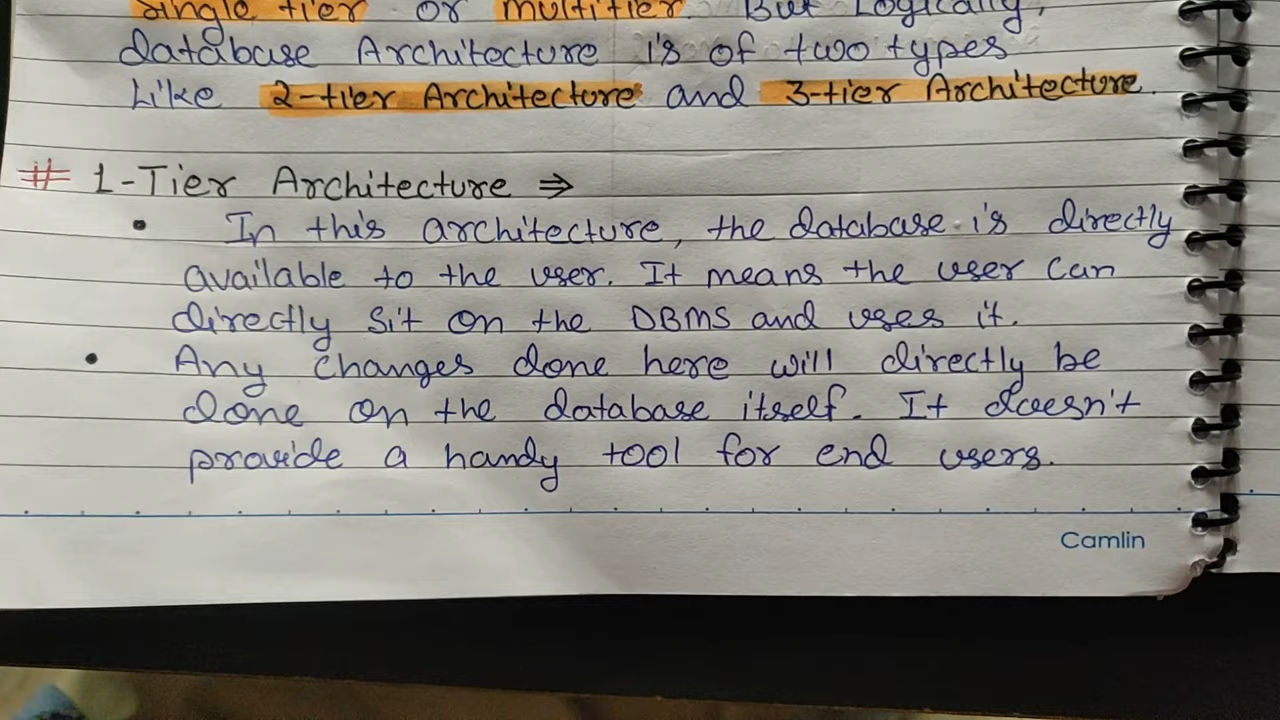 single tier or multitier. But Logically,
database Architecture is of two types
Like 2-tier Architecture and 3-tier Architecture.
# 1-Tier Architecture ⇒
• In this architecture, the database is directly
available to the user. It means the user can
directly sit on the DBMS and uses it.
• Any changes done here will directly be
done on the database itself. It doesn't
provide a handy tool for end users.
Camlin